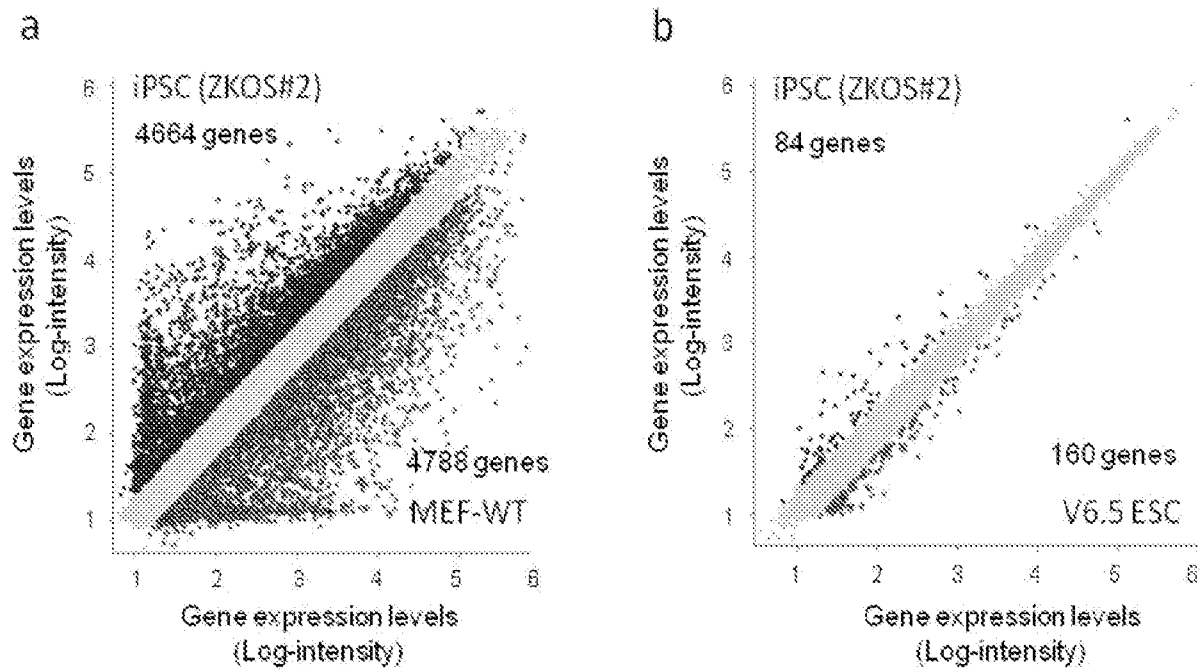 a
iPSC (ZKOS#2)
4664 genes
4788 genes
MEF-WT
Gene expression levels
(Log-intensity)
6
5
4
3
2
1
1 2 3 4 5 6
Gene expression levels
(Log-intensity)
b
iPSC (ZKOS#2)
84 genes
160 genes
V6.5 ESC
Gene expression levels
(Log-intensity)
6
5
4
3
2
1
1 2 3 4 5 6
Gene expression levels
(Log-intensity)